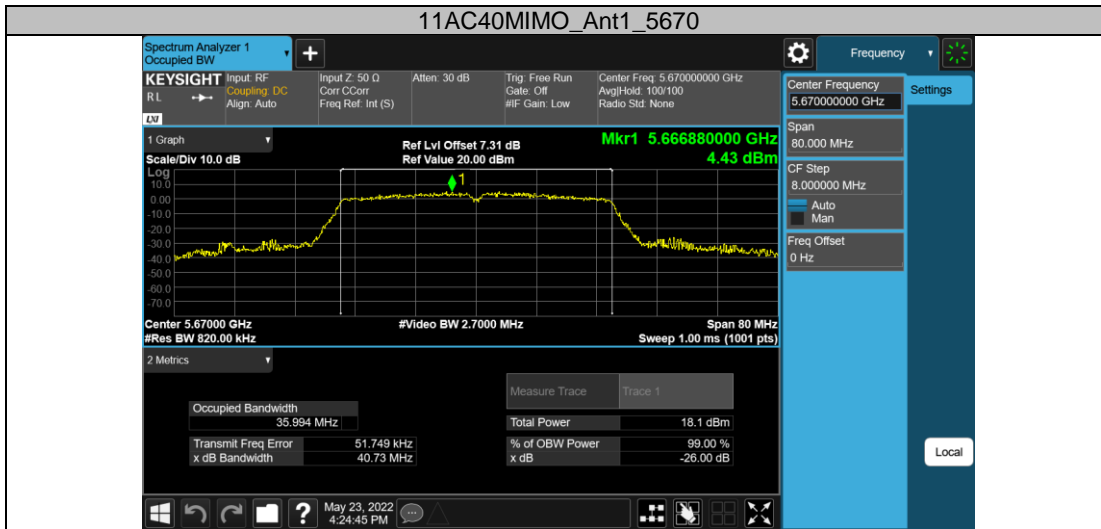 11AC40MIMO_Ant1_5670
Spectrum Analyzer 1
Occupied BW
Frequency
KEYSIGHT
RL
LXI
Input: RF
Coupling: DC
Align: Auto
Input Z: 50 Ω
Corr CCorr
Freq Ref: Int (S)
Atten: 30 dB
Trig: Free Run
Gate: Off
#IF Gain: Low
Center Freq: 5.670000000 GHz
Avg|Hold: 100/100
Radio Std: None
Center Frequency
5.670000000 GHz
Settings
Span
80.000 MHz
CF Step
8.000000 MHz
Auto
Man
Freq Offset
0 Hz
Local
1 Graph
Scale/Div 10.0 dB
Ref Lvl Offset 7.31 dB
Ref Value 20.00 dBm
Mkr1 5.666880000 GHz
4.43 dBm
Log
10.0
0.00
-10.0
-20.0
-30.0
-40.0
-50.0
-60.0
-70.0
1
Center 5.67000 GHz
#Video BW 2.7000 MHz
Span 80 MHz
#Res BW 820.00 kHz
Sweep 1.00 ms (1001 pts)
2 Metrics
Measure Trace
Trace 1
Occupied Bandwidth
35.994 MHz
Total Power
18.1 dBm
Transmit Freq Error
51.749 kHz
% of OBW Power
99.00 %
x dB Bandwidth
40.73 MHz
x dB
-26.00 dB
May 23, 2022
4:24:45 PM